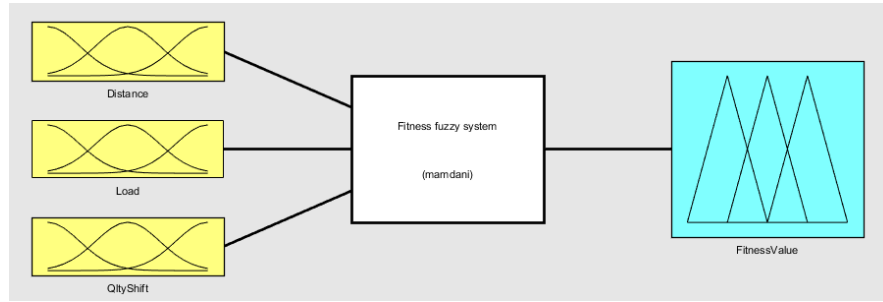 Distance
Load
QltyShift
Fitness fuzzy system
(mamdani)
FitnessValue